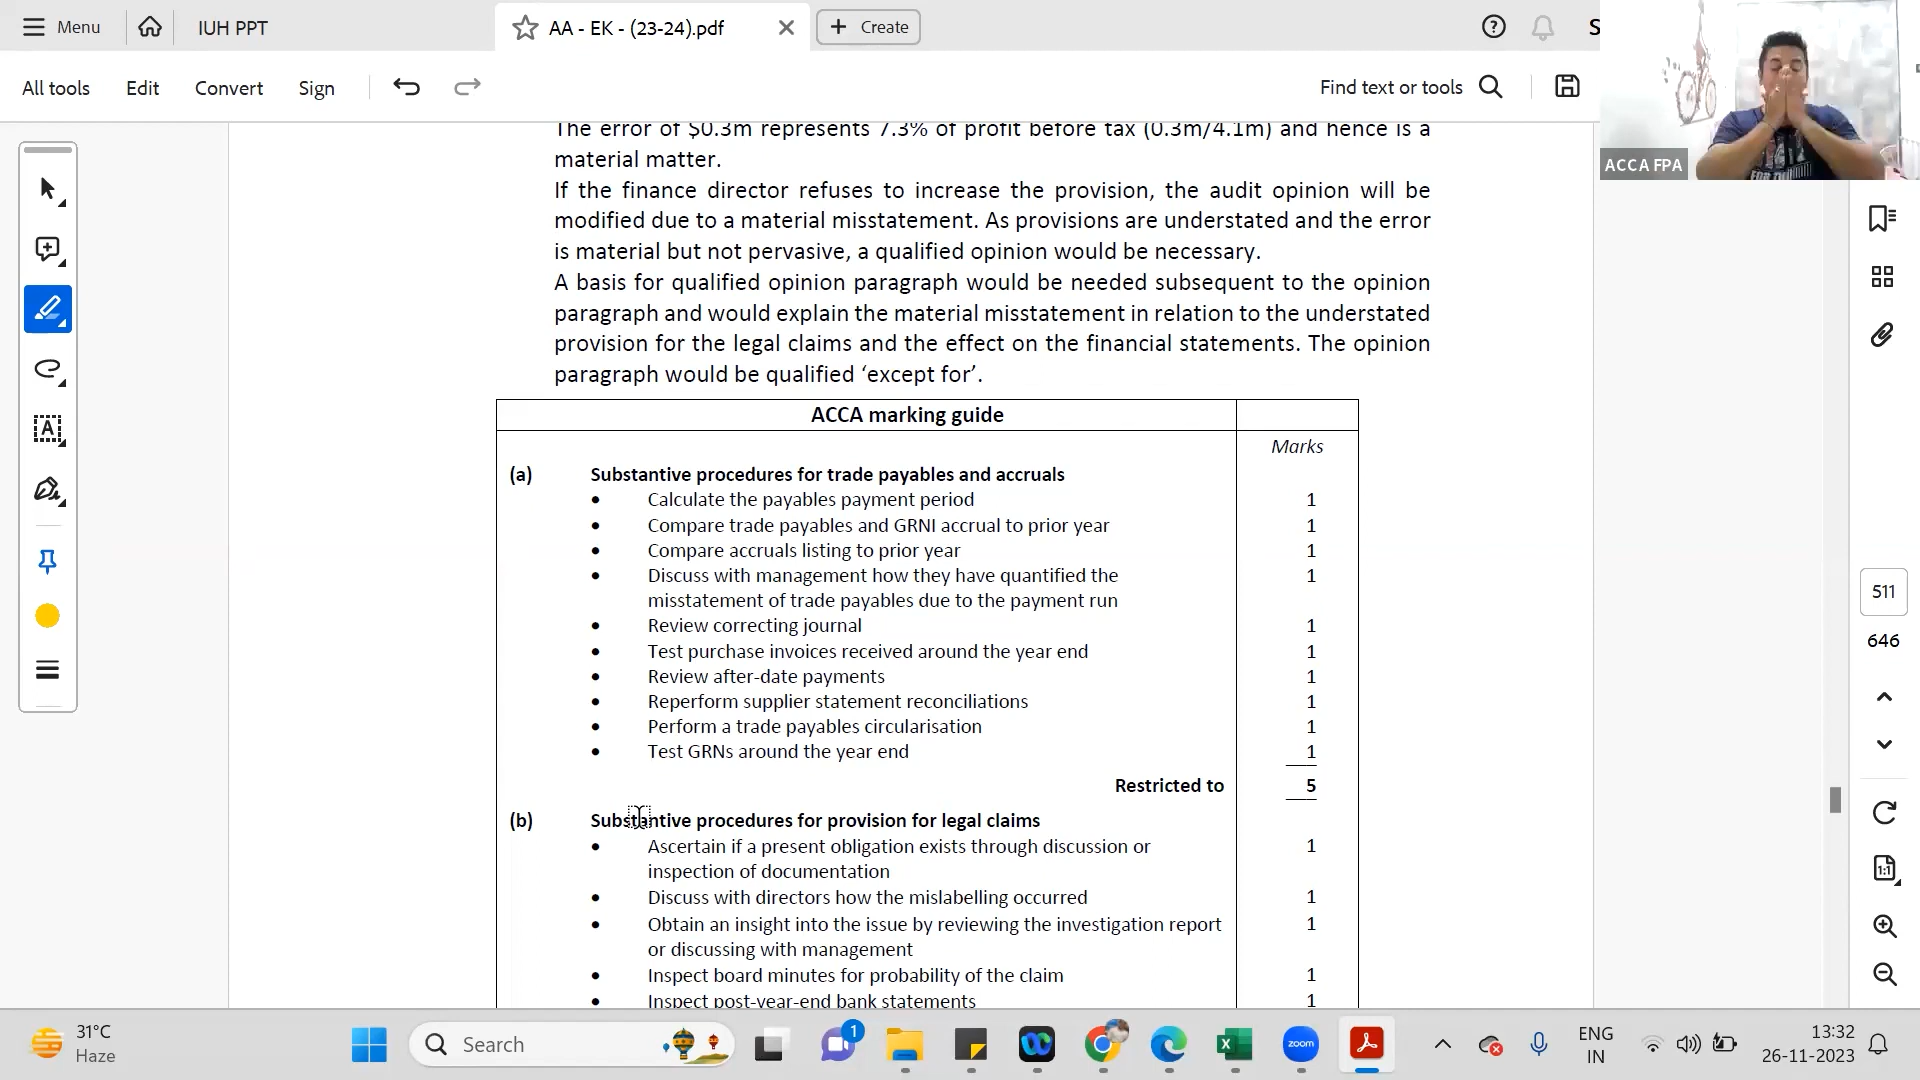 Menu
IUH PPT
AA - EK - (23-24).pdf
Create
S
All tools
Edit
Convert
Sign
Find text or tools
ACCA FPA
The error of $0.3m represents 7.3% of profit before tax (0.3m/4.1m) and hence is a
material matter.
If the finance director refuses to increase the provision, the audit opinion will be
modified due to a material misstatement. As provisions are understated and the error
is material but not pervasive, a qualified opinion would be necessary.
A basis for qualified opinion paragraph would be needed subsequent to the opinion
paragraph and would explain the material misstatement in relation to the understated
provision for the legal claims and the effect on the financial statements. The opinion
paragraph would be qualified ‘except for’.
ACCA marking guide
Marks
(a) Substantive procedures for trade payables and accruals
• Calculate the payables payment period 1
• Compare trade payables and GRNI accrual to prior year 1
• Compare accruals listing to prior year 1
• Discuss with management how they have quantified the 1
misstatement of trade payables due to the payment run
• Review correcting journal 1
• Test purchase invoices received around the year end 1
• Review after-date payments 1
• Reperform supplier statement reconciliations 1
• Perform a trade payables circularisation 1
• Test GRNs around the year end 1
Restricted to 5
(b) Substantive procedures for provision for legal claims
• Ascertain if a present obligation exists through discussion or 1
inspection of documentation
• Discuss with directors how the mislabelling occurred 1
• Obtain an insight into the issue by reviewing the investigation report 1
or discussing with management
• Inspect board minutes for probability of the claim 1
• Inspect post-year-end bank statements 1
511
646
1:1
31°C
Haze
Search
1
zoom
ENG
IN
13:32
26-11-2023